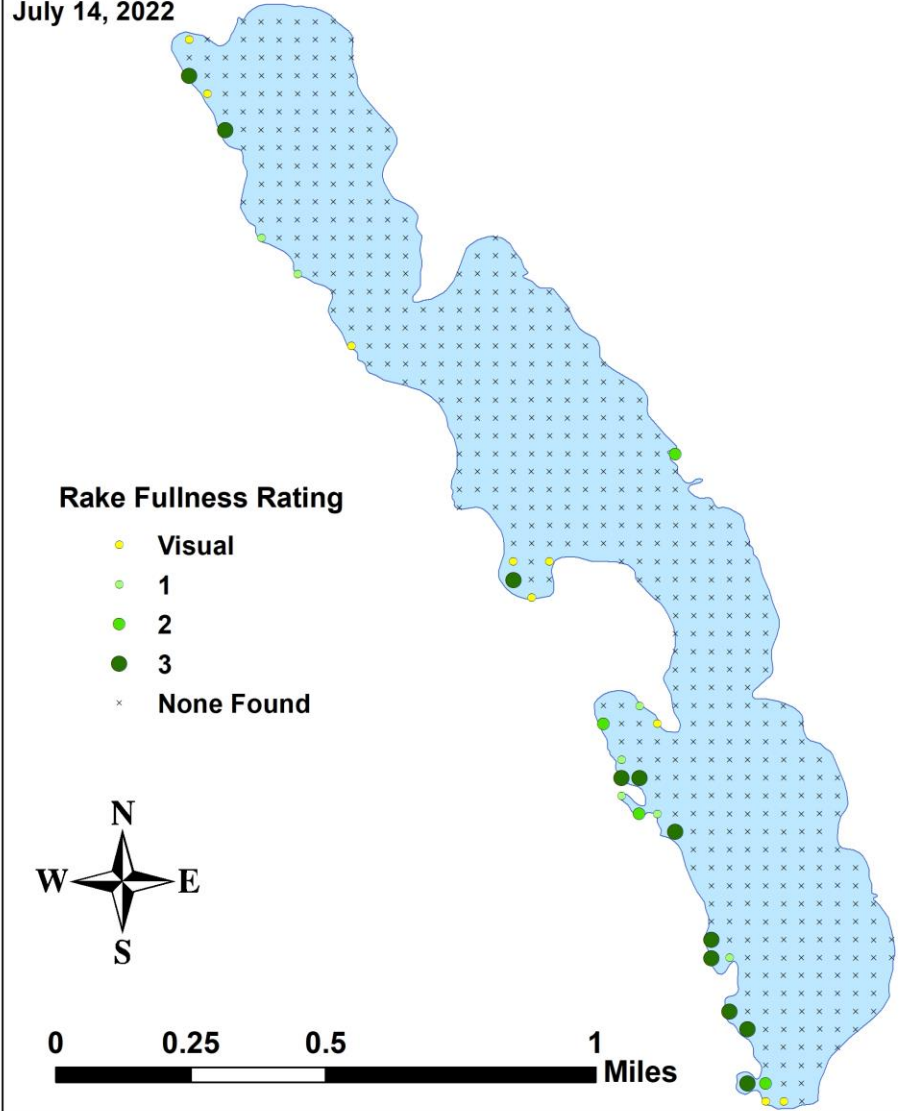 July 14, 2022
Rake Fullness Rating
Visual
1
2
3
None Found
N
W E
S
0 0.25 0.5 1
Miles